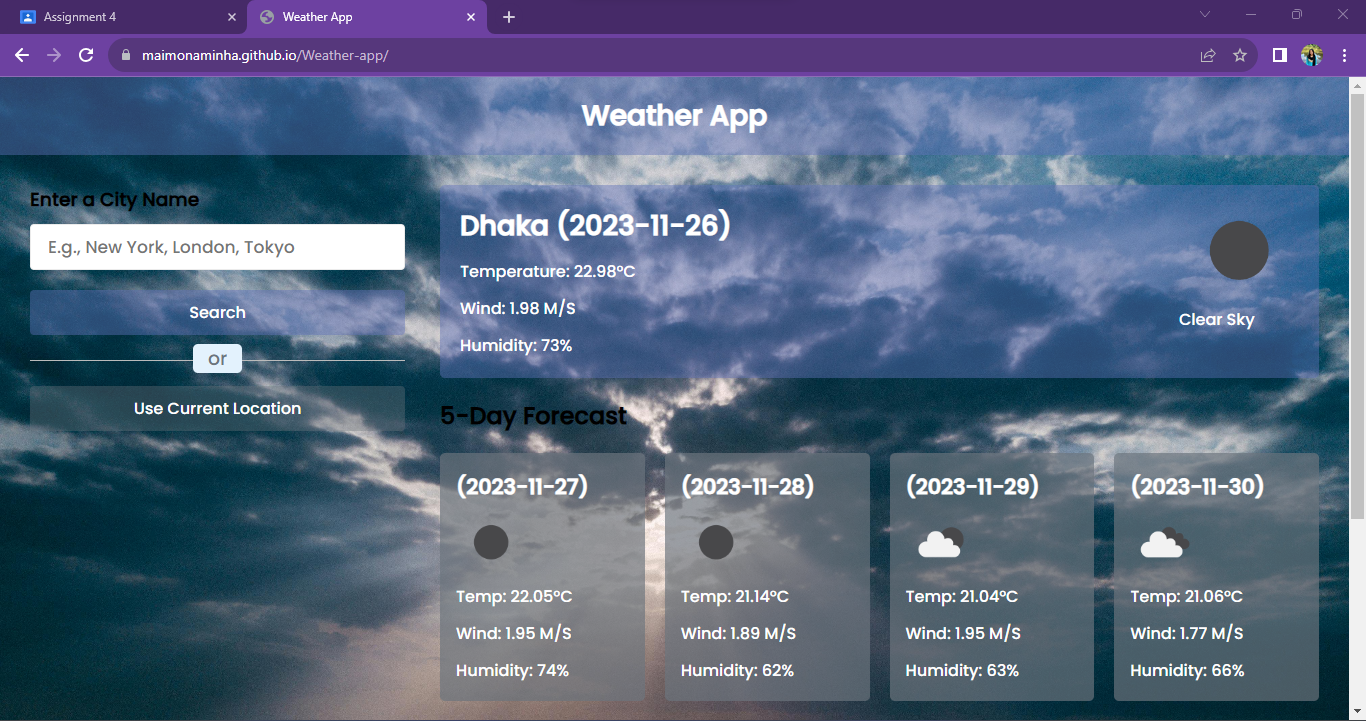 Assignment 4
Weather App
maimonaminha.github.io/Weather-app/
Weather App
Enter a City Name
E.g., New York, London, Tokyo
Search
or
Use Current Location
Dhaka (2023-11-26)
Temperature: 22.98°C
Wind: 1.98 M/S
Humidity: 73%
Clear Sky
5-Day Forecast
(2023-11-27)
Temp: 22.05°C
Wind: 1.95 M/S
Humidity: 74%
(2023-11-28)
Temp: 21.14°C
Wind: 1.89 M/S
Humidity: 62%
(2023-11-29)
Temp: 21.04°C
Wind: 1.95 M/S
Humidity: 63%
(2023-11-30)
Temp: 21.06°C
Wind: 1.77 M/S
Humidity: 66%